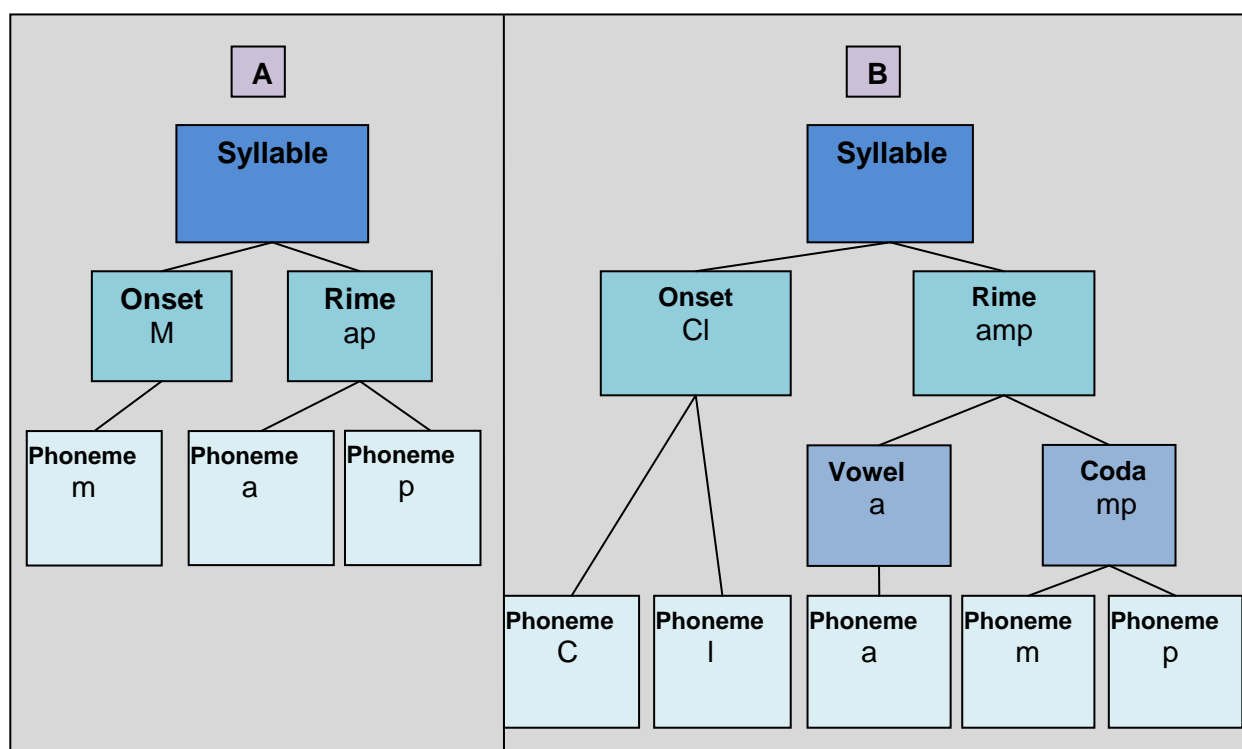 A
Syllable
Onset
M
Rime
ap
Phoneme
m
Phoneme
a
Phoneme
p
B
Syllable
Onset
Cl
Rime
amp
Vowel
a
Coda
mp
Phoneme
C
Phoneme
l
Phoneme
a
Phoneme
m
Phoneme
p